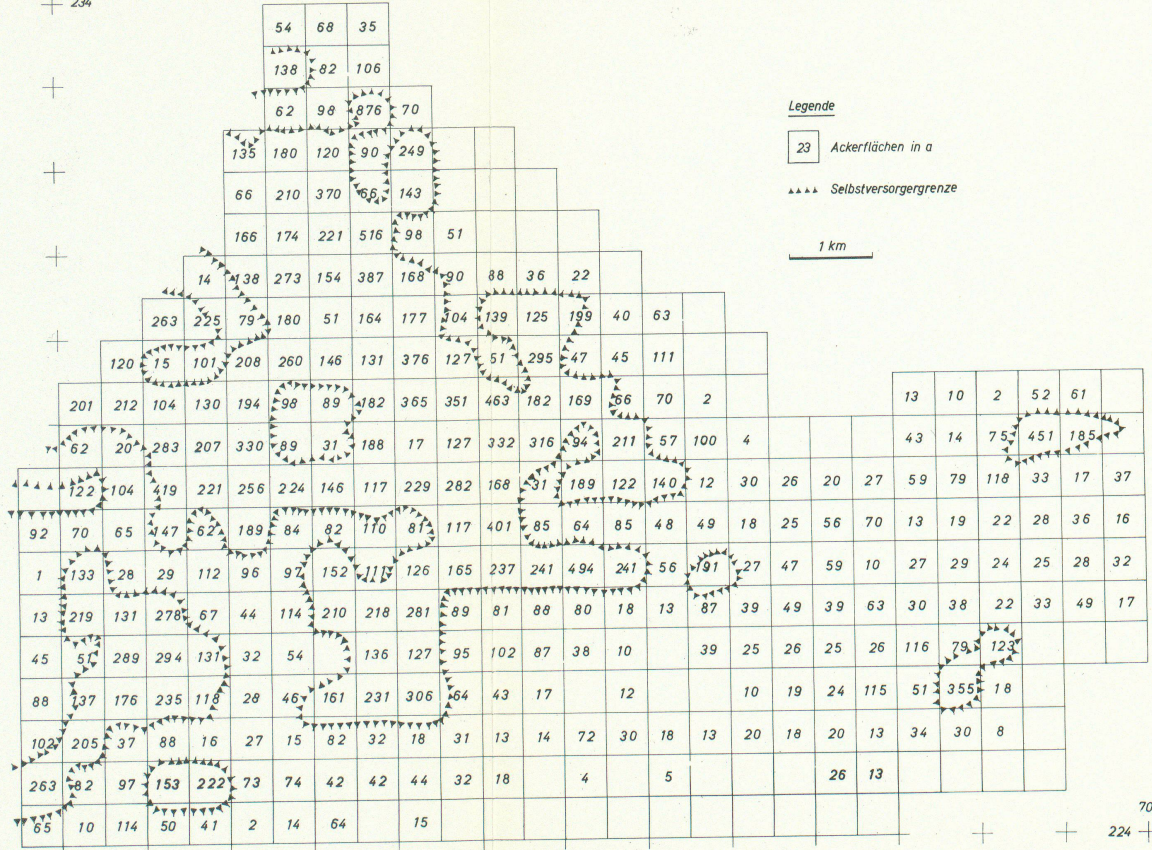 234
54 68 35
138 82 106
62 98 876 70
Legende
135 180 120 90 249
23 Ackerflächen in a
66 210 370 66 143
Selbstversorgergrenze
166 174 221 516 98 51
1 km
14 138 273 154 387 168 90 88 36 22
263 225 79 180 51 164 177 104 139 125 199 40 63
120 15 101 208 260 146 131 376 127 51 295 47 45 111
201 212 104 130 194 98 89 182 365 351 463 182 169 66 70 2 13 10 2 52 61
62 20 283 207 330 89 31 188 17 127 332 316 94 211 57 100 4 43 14 75 451 185
122 104 419 221 256 224 146 117 229 282 168 31 189 122 140 12 30 26 20 27 59 79 118 33 17 37
92 70 65 147 62 189 84 82 110 81 117 401 85 64 85 48 49 18 25 56 70 13 19 22 28 36 16
1 133 28 29 112 96 97 152 111 126 165 237 241 494 241 56 191 27 47 59 10 27 29 24 25 28 32
13 219 131 278 67 44 114 210 218 281 89 81 88 80 18 13 87 39 49 39 63 30 38 22 33 49 17
45 51 289 294 131 32 54 136 127 95 102 87 38 10 39 25 26 25 26 116 79 123
88 137 176 235 118 28 46 161 231 306 64 43 17 12 10 19 24 115 51 355 18
102 205 37 88 16 27 15 82 32 18 31 13 14 72 30 18 13 20 18 20 13 34 30 8
263 82 97 153 222 73 74 42 42 44 32 18 4 5 26 13
65 10 114 50 41 2 14 64 15
70
224